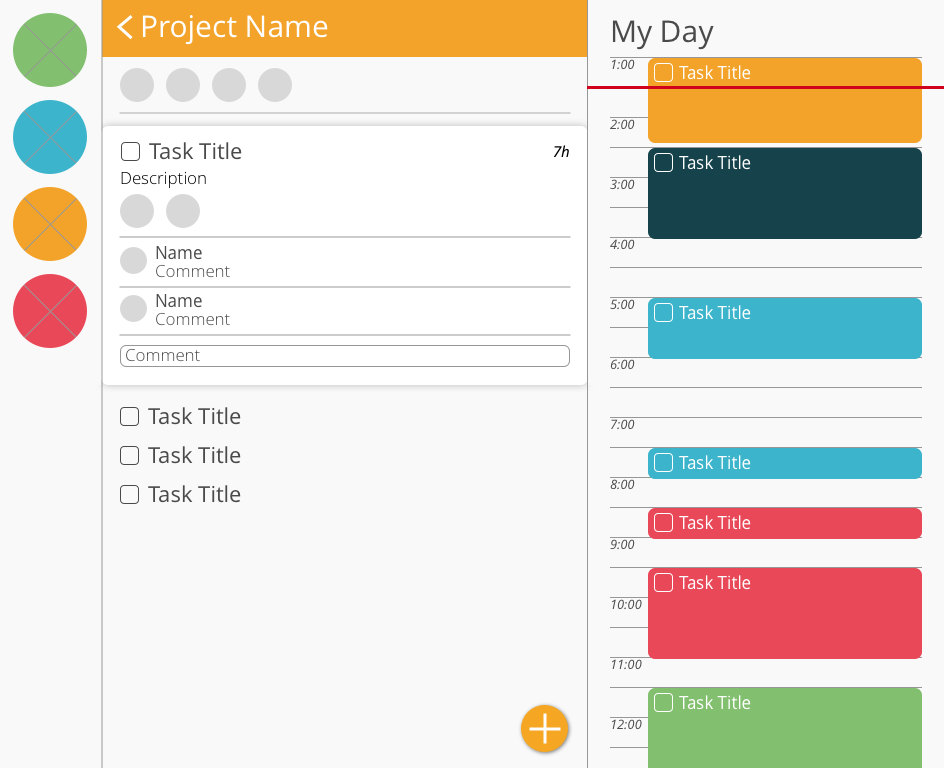 Project Name
Task Title
7h
Description
Name
Comment
Name
Comment
Comment
Task Title
Task Title
Task Title
My Day
1:00
Task Title
2:00
Task Title
3:00
4:00
5:00
Task Title
6:00
7:00
Task Title
8:00
Task Title
9:00
Task Title
10:00
11:00
Task Title
12:00